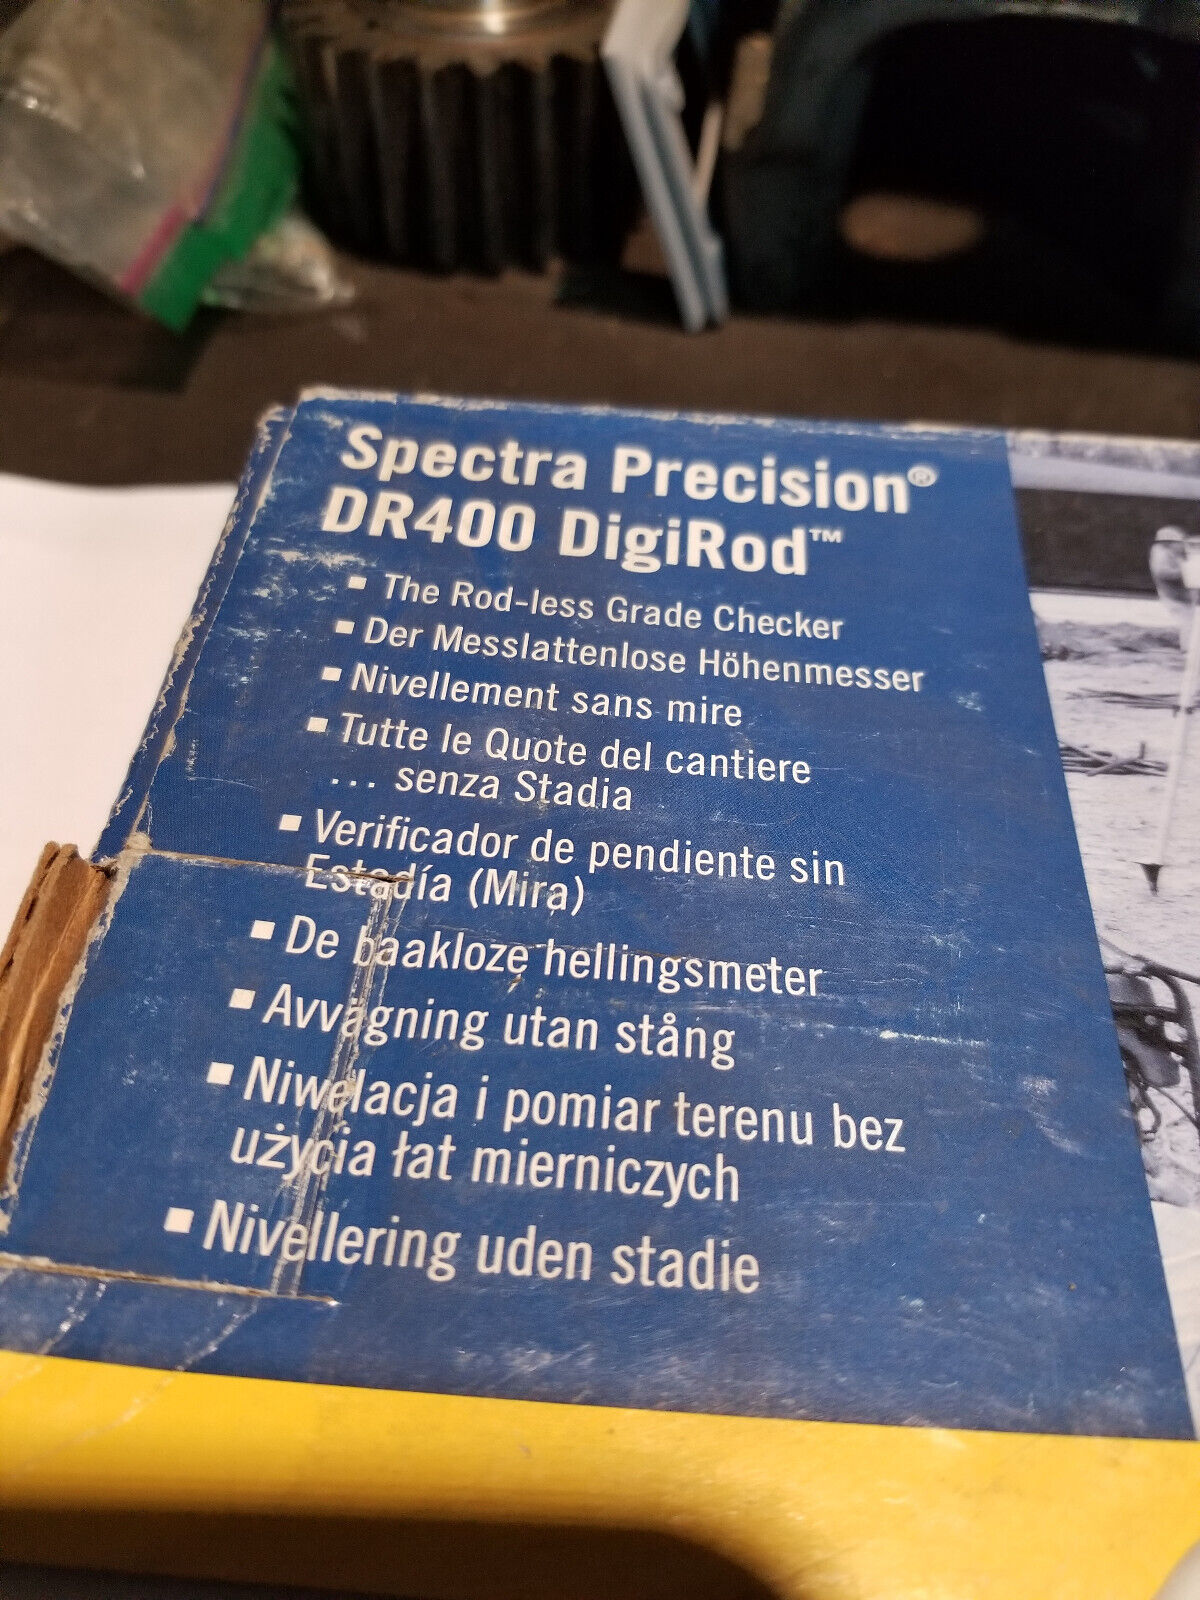 Spectra Precision®
DR400 DigiRod™
▪ The Rod-less Grade Checker
▪ Der Messlattenlose Höhenmesser
▪ Nivellement sans mire
▪ Tutte le Quote del cantiere
... senza Stadia
▪ Verificador de pendiente sin
Estadía (Mira)
▪ De baakloze hellingsmeter
▪ Avvägning utan stång
▪ Niwelacja i pomiar terenu bez
użycia łat mierniczych
▪ Nivellering uden stadie